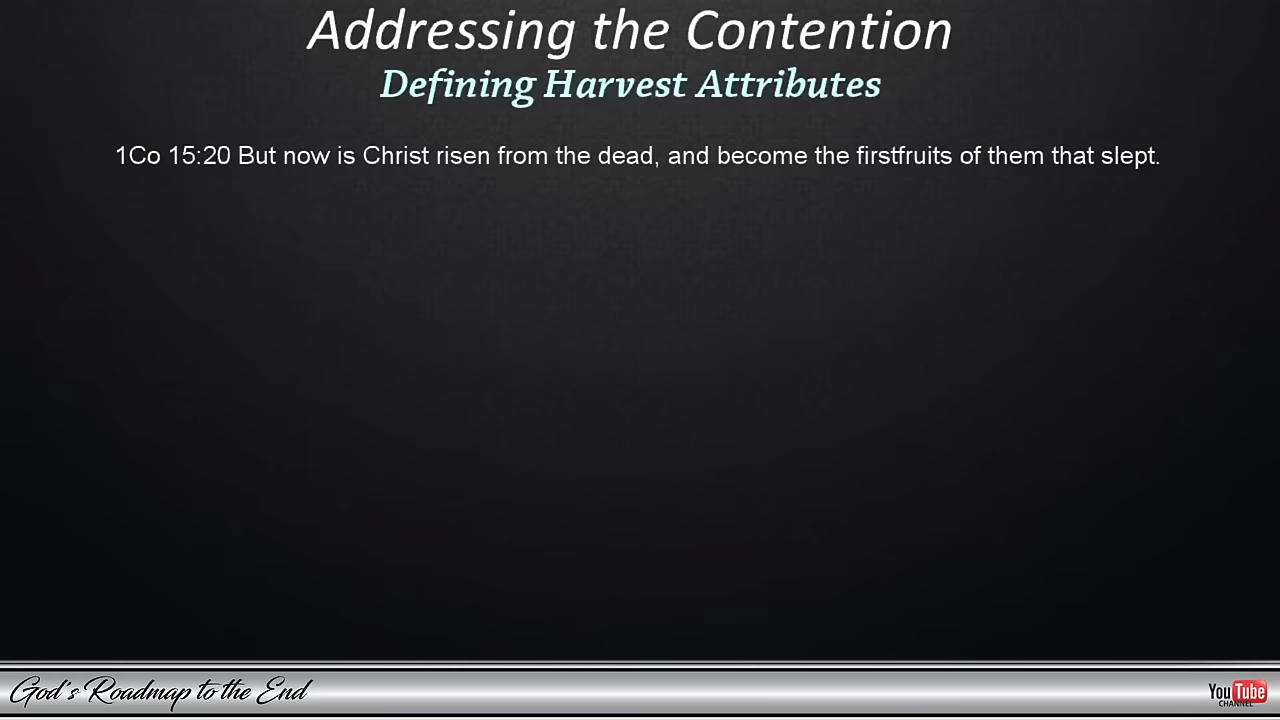 Addressing the Contention
Defining Harvest Attributes
1Co 15:20 But now is Christ risen from the dead, and become the firstfruits of them that slept.
God's Roadmap to the End
YouTube
CHANNEL